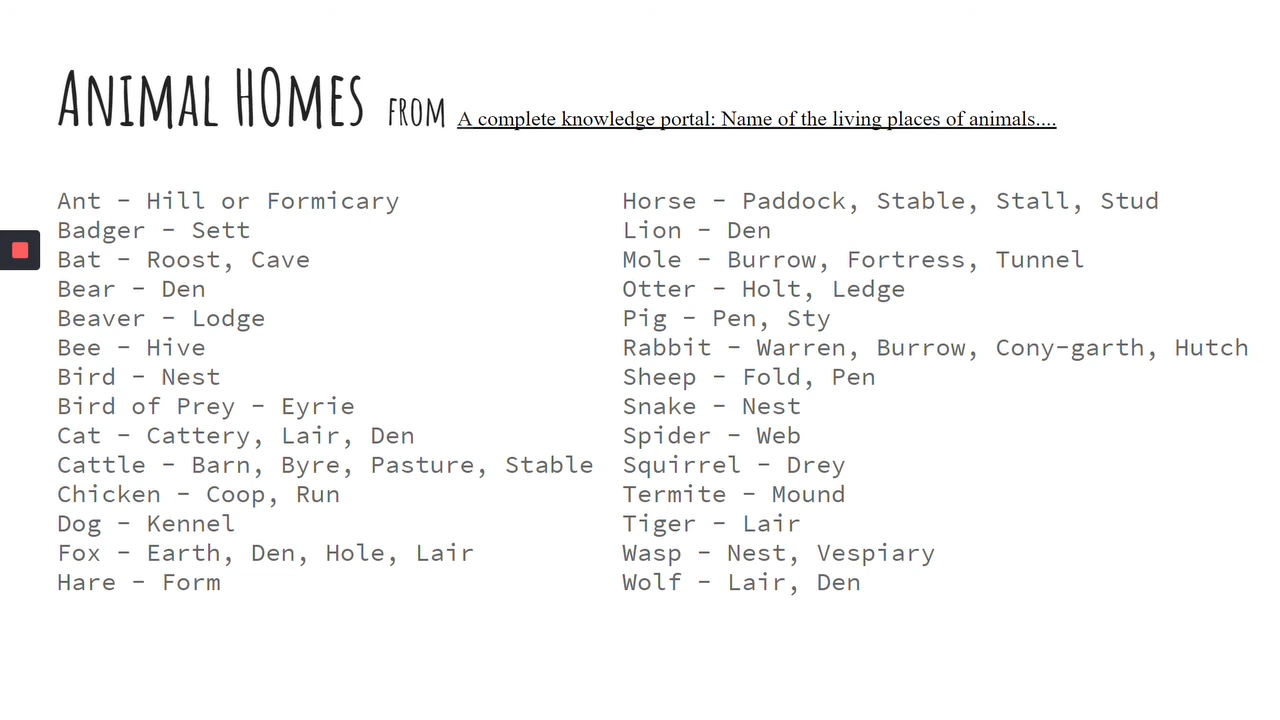 ANIMAL HOMES FROM A complete knowledge portal: Name of the living places of animals....
Ant - Hill or Formicary
Badger - Sett
Bat - Roost, Cave
Bear - Den
Beaver - Lodge
Bee - Hive
Bird - Nest
Bird of Prey - Eyrie
Cat - Cattery, Lair, Den
Cattle - Barn, Byre, Pasture, Stable
Chicken - Coop, Run
Dog - Kennel
Fox - Earth, Den, Hole, Lair
Hare - Form
Horse - Paddock, Stable, Stall, Stud
Lion - Den
Mole - Burrow, Fortress, Tunnel
Otter - Holt, Ledge
Pig - Pen, Sty
Rabbit - Warren, Burrow, Cony-garth, Hutch
Sheep - Fold, Pen
Snake - Nest
Spider - Web
Squirrel - Drey
Termite - Mound
Tiger - Lair
Wasp - Nest, Vespiary
Wolf - Lair, Den